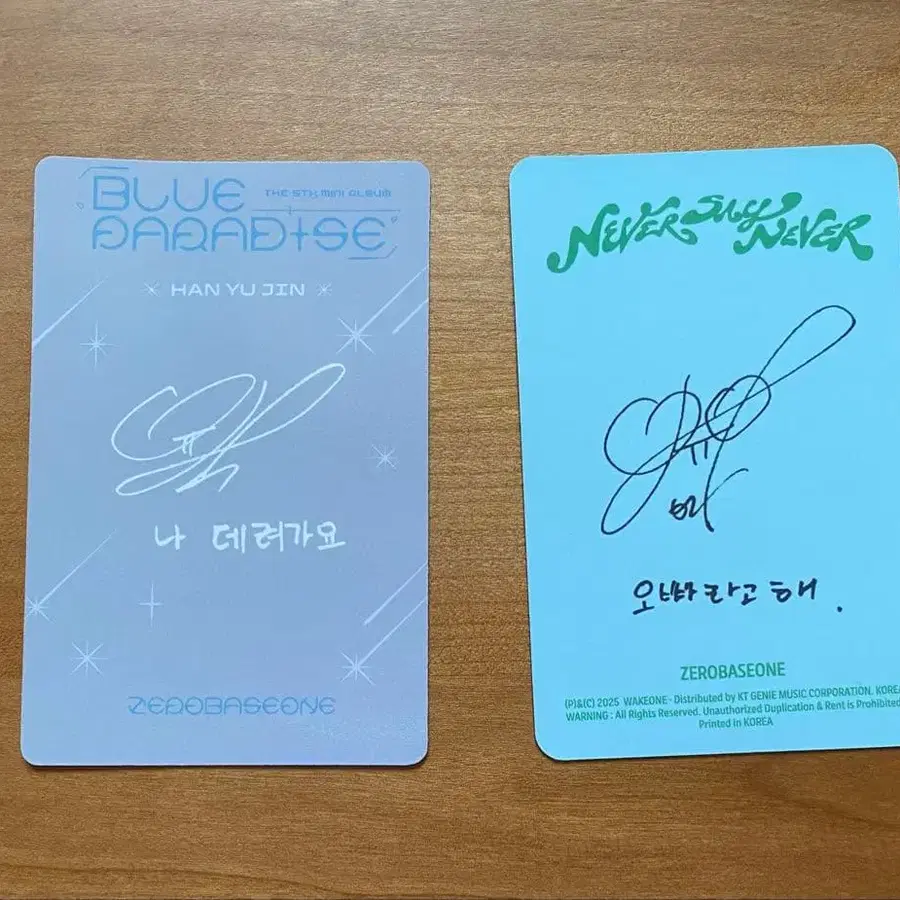 BLUE
THE 5TH MINI ALBUM
PARADISE
HAN YU JIN
나 데려가요
ZEROBASEONE
NEVER SAY NEVER
오빠라고 해.
ZEROBASEONE
(P)&(C) 2025 WAKEONE · Distributed by KT GENIE MUSIC CORPORATION. KOREA
WARNING : All Rights Reserved. Unauthorized Duplication & Rent is Prohibited
Printed in KOREA